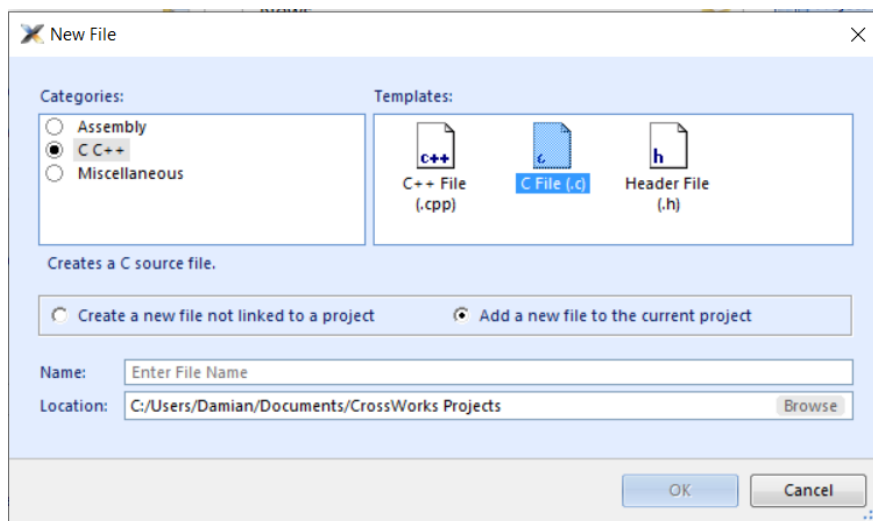 New File
Categories:
Templates:
Assembly
C C++
Miscellaneous
c++
c
h
C++ File
(.cpp)
C File (.c)
Header File
(.h)
Creates a C source file.
Create a new file not linked to a project
Add a new file to the current project
Name:
Enter File Name
Location:
C:/Users/Damian/Documents/CrossWorks Projects
Browse
OK
Cancel